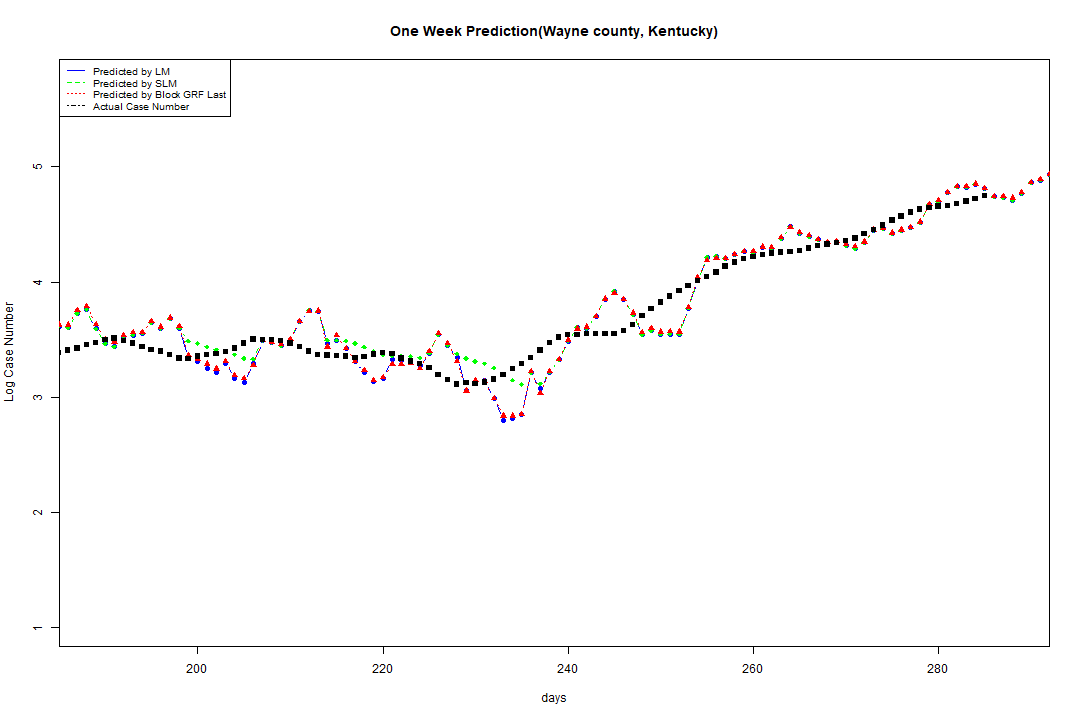 One Week Prediction(Wayne county, Kentucky)
Predicted by LM
Predicted by SLM
Predicted by Block GRF Last
Actual Case Number
5
4
3
2
1
Log Case Number
200 220 240 260 280
days